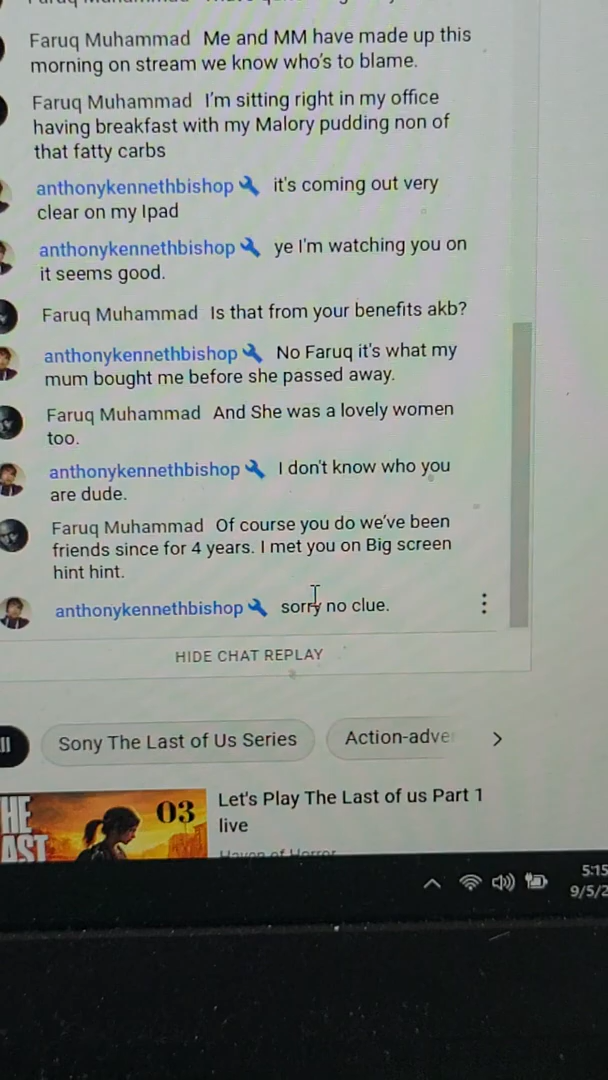 Faruq Muhammad Me and MM have made up this
morning on stream we know who's to blame.
Faruq Muhammad I'm sitting right in my office
having breakfast with my Malory pudding non of
that fatty carbs
anthonykennethbishop it's coming out very
clear on my Ipad
anthonykennethbishop ye I'm watching you on
it seems good.
Faruq Muhammad Is that from your benefits akb?
anthonykennethbishop No Faruq it's what my
mum bought me before she passed away.
Faruq Muhammad And She was a lovely women
too.
anthonykennethbishop I don't know who you
are dude.
Faruq Muhammad Of course you do we've been
friends since for 4 years. I met you on Big screen
hint hint.
anthonykennethbishop sorry no clue.
HIDE CHAT REPLAY
Sony The Last of Us Series
Action-adve
HE
AST
03
Let's Play The Last of us Part 1
live
5:15
9/5/2